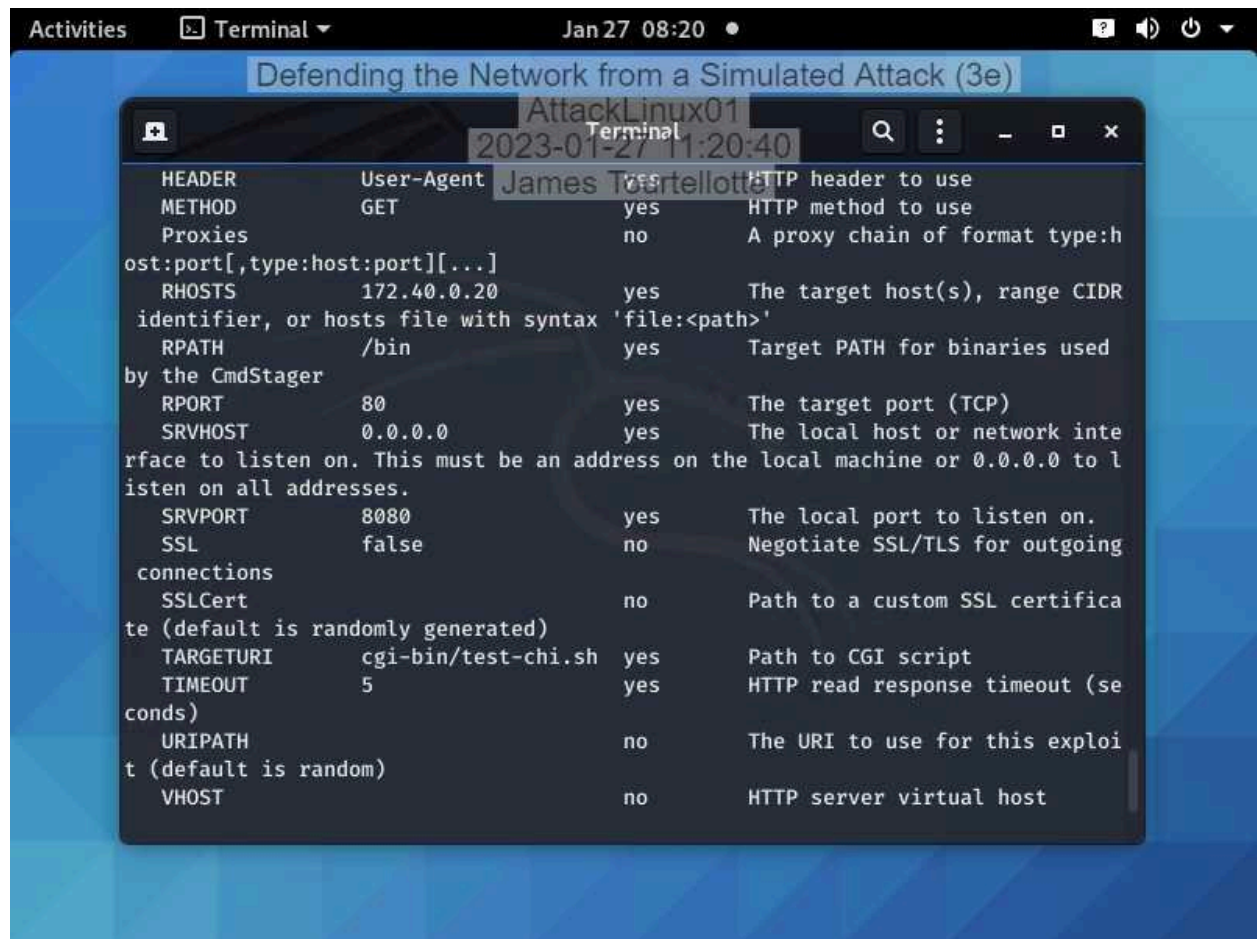 Activities Terminal Jan 27 08:20
Defending the Network from a Simulated Attack (3e)
AttackLinux01
Terminal
2023-01-27 11:20:40
James Tourtellotte
HEADER User-Agent yes HTTP header to use
METHOD GET yes HTTP method to use
Proxies no A proxy chain of format type:h
ost:port[,type:host:port][...]
RHOSTS 172.40.0.20 yes The target host(s), range CIDR
identifier, or hosts file with syntax 'file:<path>'
RPATH /bin yes Target PATH for binaries used
by the CmdStager
RPORT 80 yes The target port (TCP)
SRVHOST 0.0.0.0 yes The local host or network inte
rface to listen on. This must be an address on the local machine or 0.0.0.0 to l
isten on all addresses.
SRVPORT 8080 yes The local port to listen on.
SSL false no Negotiate SSL/TLS for outgoing
connections
SSLCert no Path to a custom SSL certifica
te (default is randomly generated)
TARGETURI cgi-bin/test-chi.sh yes Path to CGI script
TIMEOUT 5 yes HTTP read response timeout (se
conds)
URIPATH no The URI to use for this exploi
t (default is random)
VHOST no HTTP server virtual host